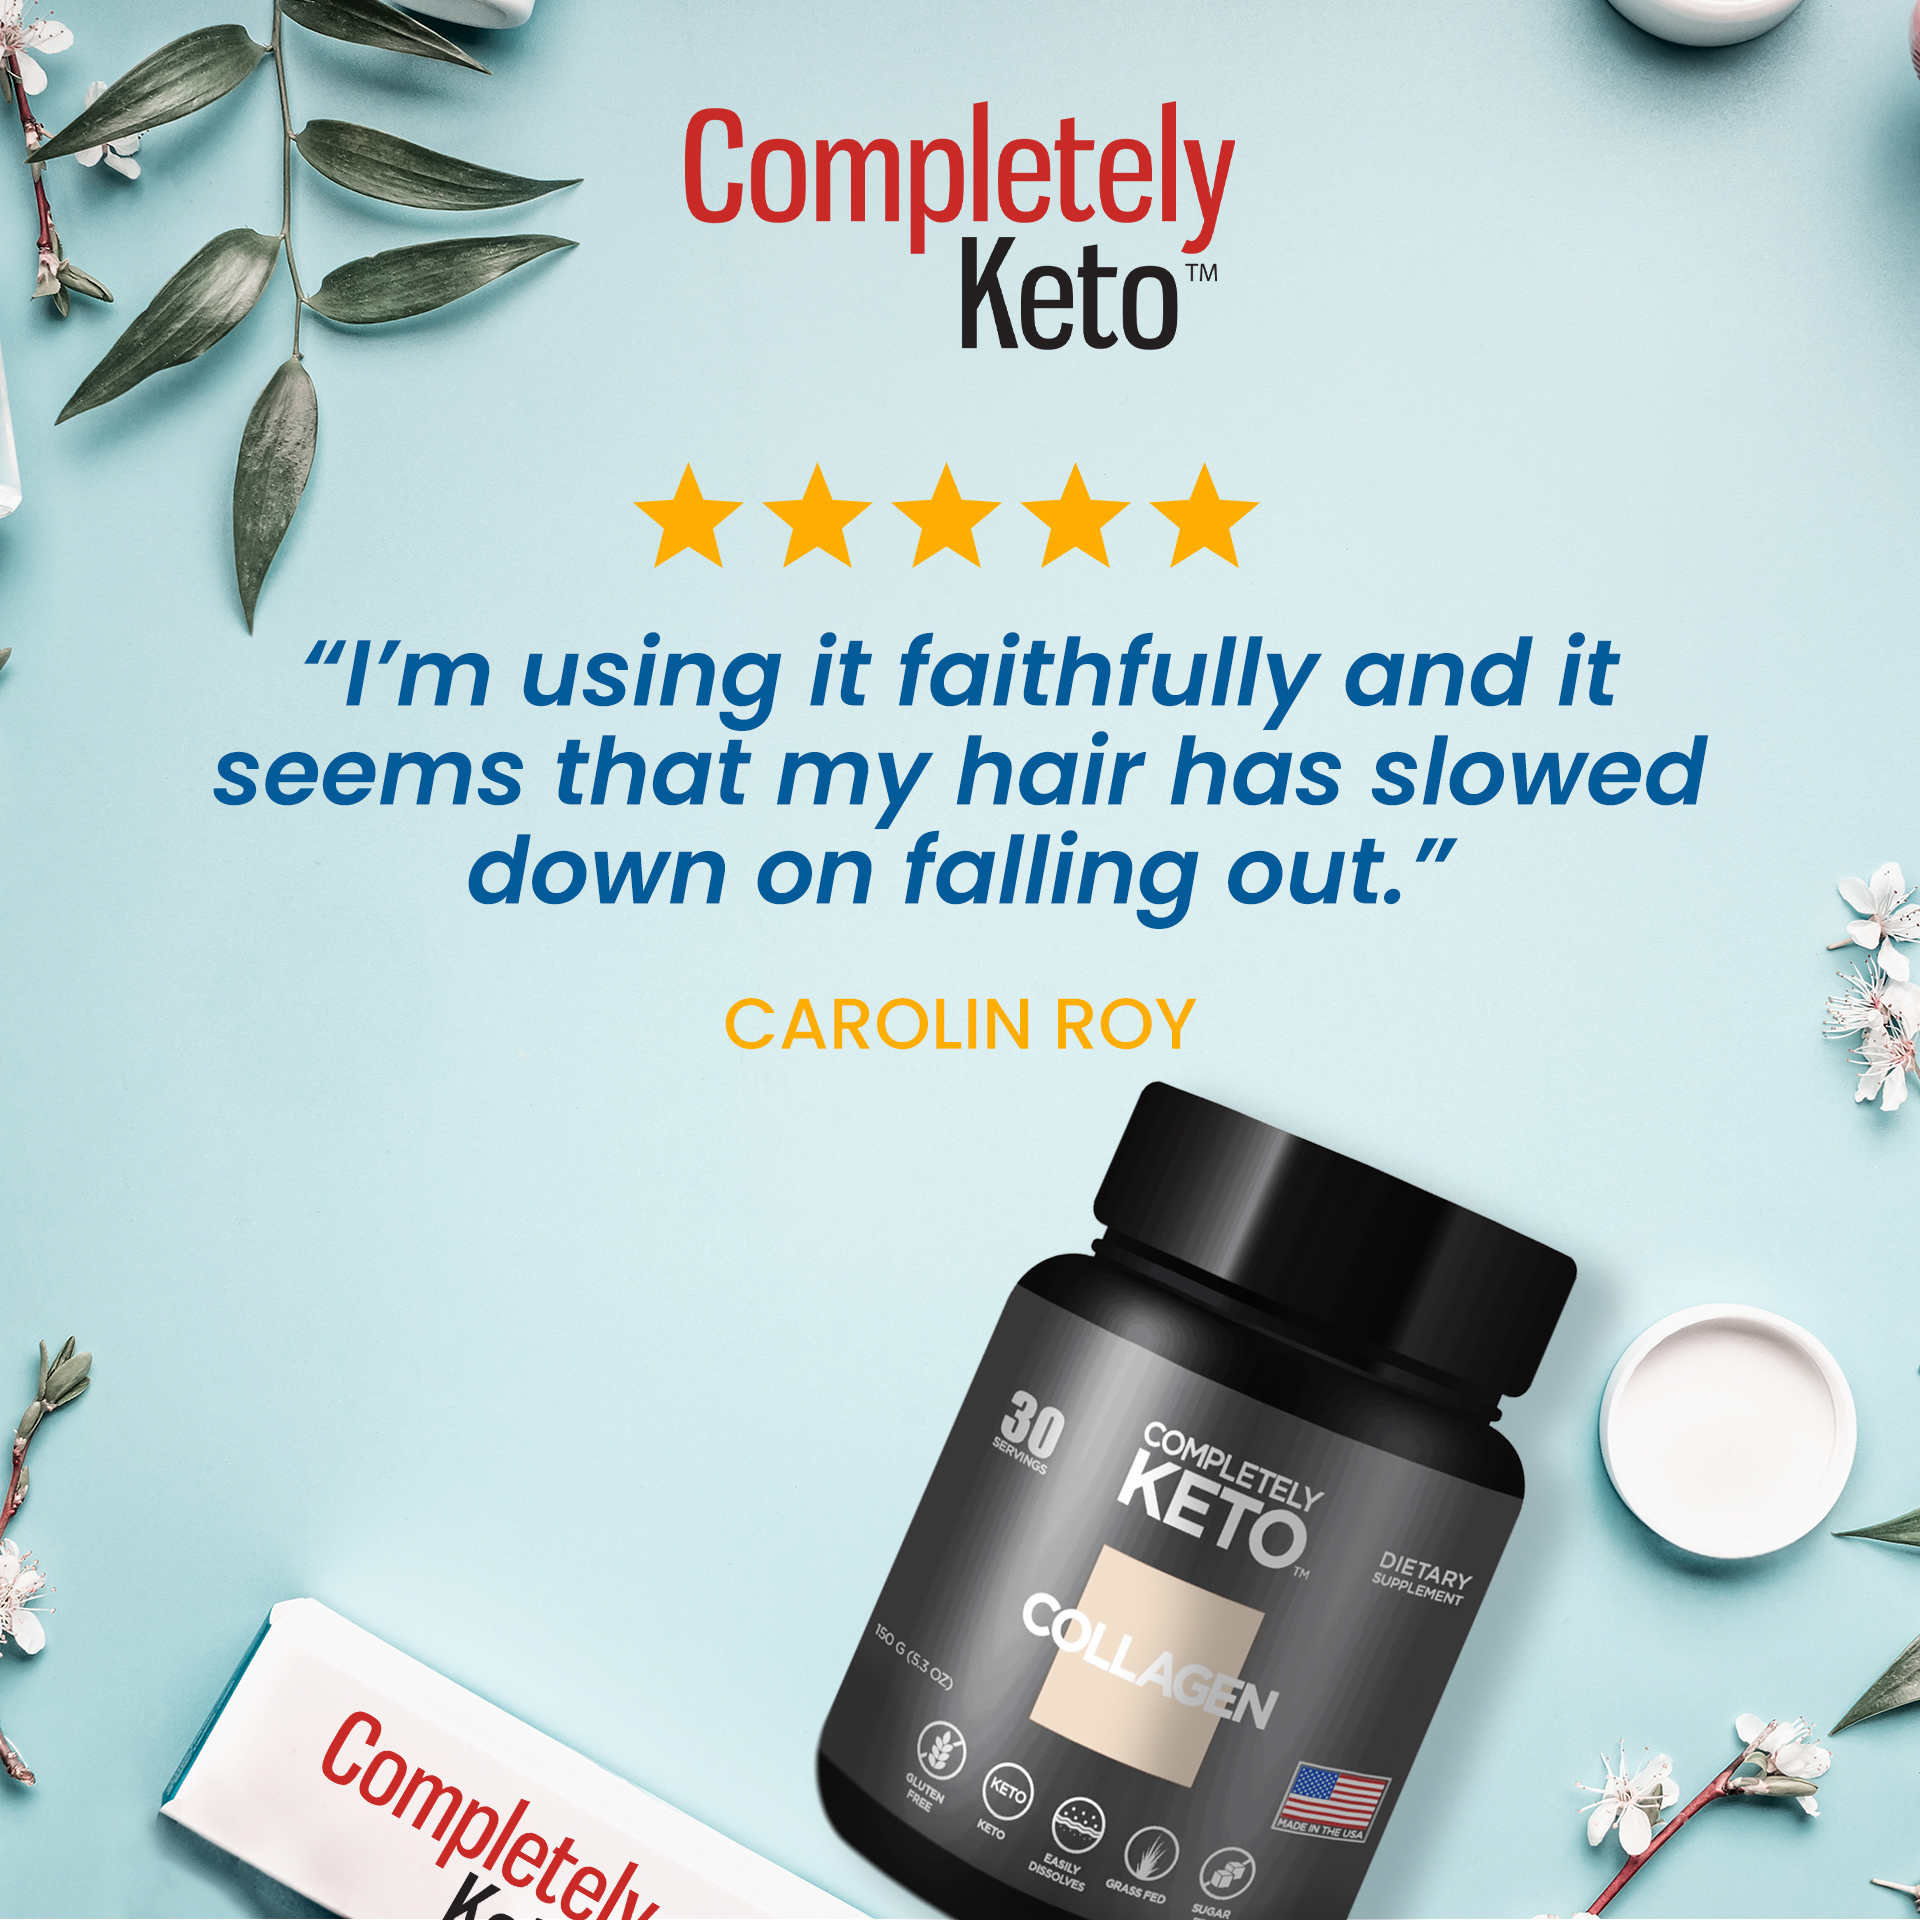 Completely
Keto™
“I’m using it faithfully and it
seems that my hair has slowed
down on falling out.”
CAROLIN ROY
30
SERVINGS
COMPLETELY
KETO™
DIETARY
SUPPLEMENT
COLLAGEN
150 G (5.3 OZ)
GLUTEN
FREE
KETO
KETO
EASILY
DISSOLVES
GRASS FED
SUGAR
MADE IN THE USA
Completely